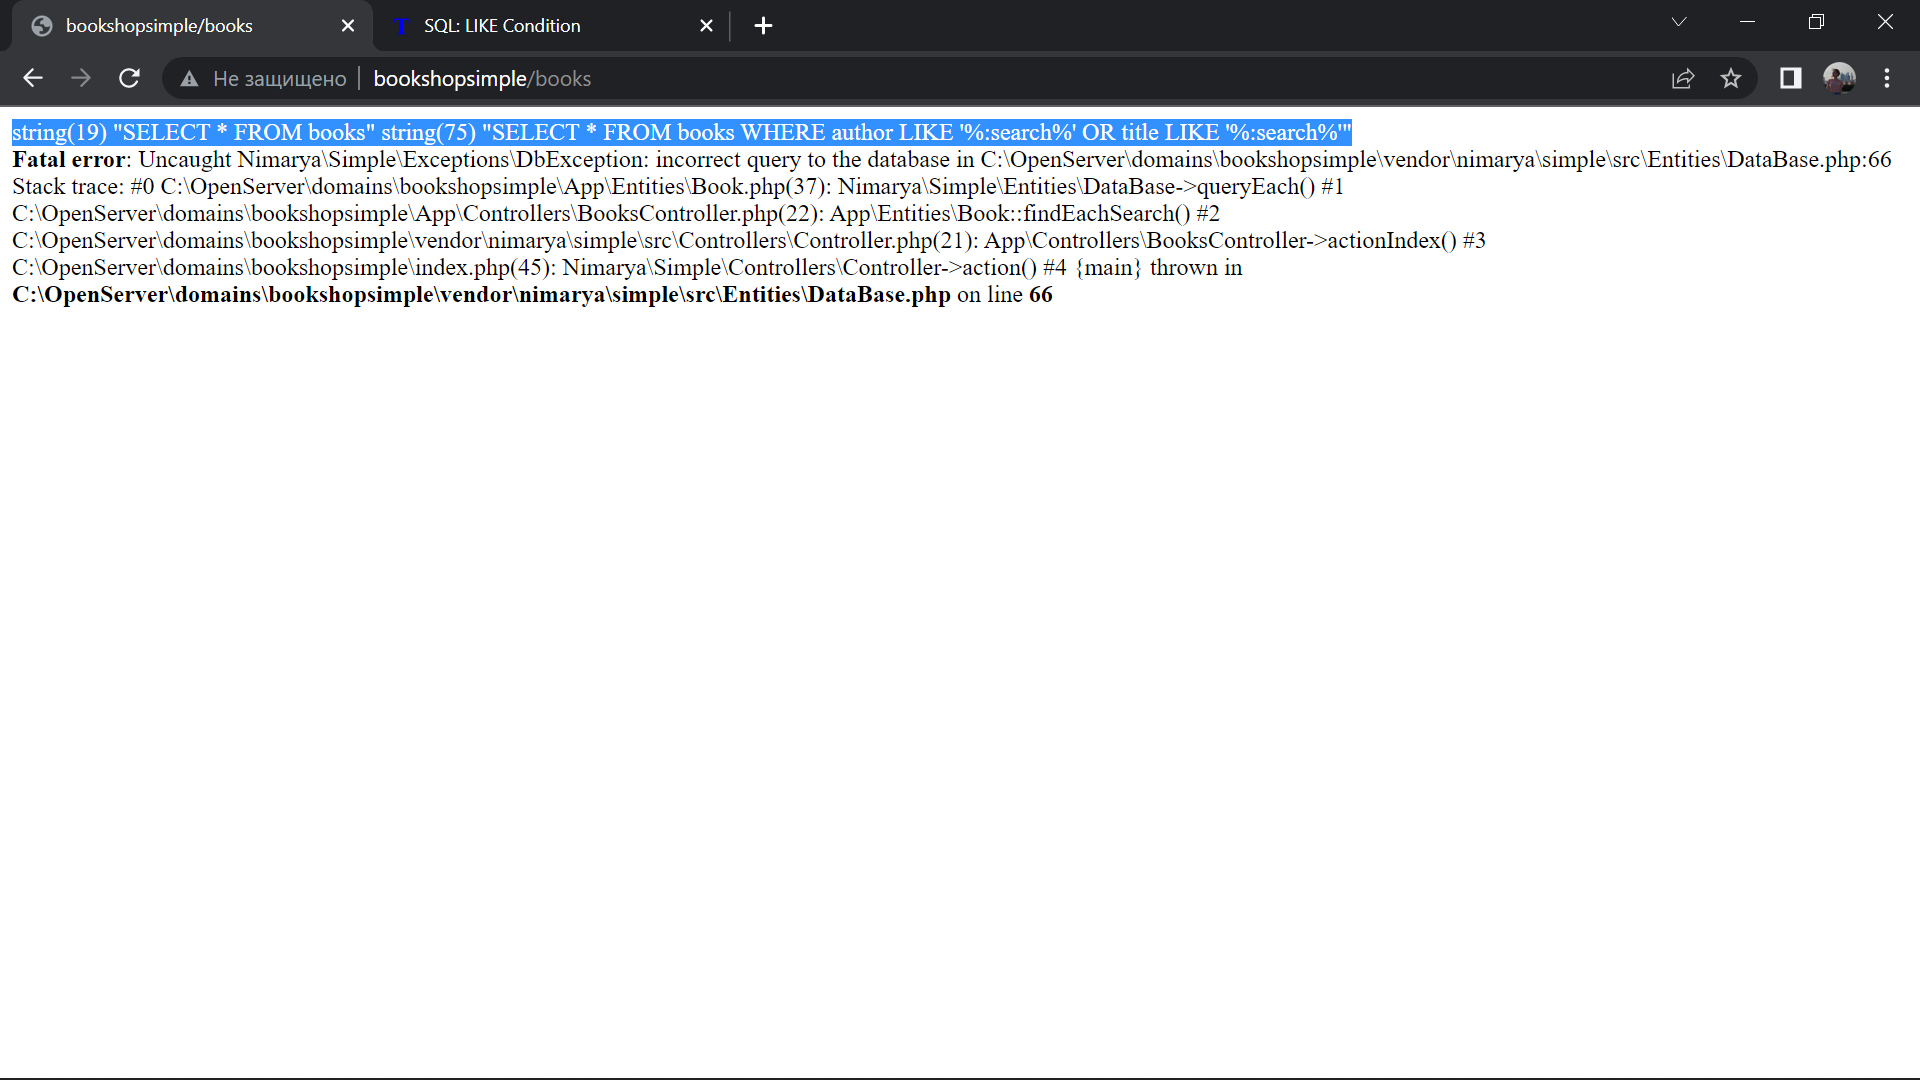 bookshopsimple/books
SQL: LIKE Condition
Не защищено
bookshopsimple/books
string(19) "SELECT * FROM books" string(75) "SELECT * FROM books WHERE author LIKE '%:search%' OR title LIKE '%:search%'"
Fatal error: Uncaught Nimarya\Simple\Exceptions\DbException: incorrect query to the database in C:\OpenServer\domains\bookshopsimple\vendor\nimarya\simple\src\Entities\DataBase.php:66
Stack trace: #0 C:\OpenServer\domains\bookshopsimple\App\Entities\Book.php(37): Nimarya\Simple\Entities\DataBase->queryEach() #1
C:\OpenServer\domains\bookshopsimple\App\Controllers\BooksController.php(22): App\Entities\Book::findEachSearch() #2
C:\OpenServer\domains\bookshopsimple\vendor\nimarya\simple\src\Controllers\Controller.php(21): App\Controllers\BooksController->actionIndex() #3
C:\OpenServer\domains\bookshopsimple\index.php(45): Nimarya\Simple\Controllers\Controller->action() #4 {main} thrown in
C:\OpenServer\domains\bookshopsimple\vendor\nimarya\simple\src\Entities\DataBase.php on line 66